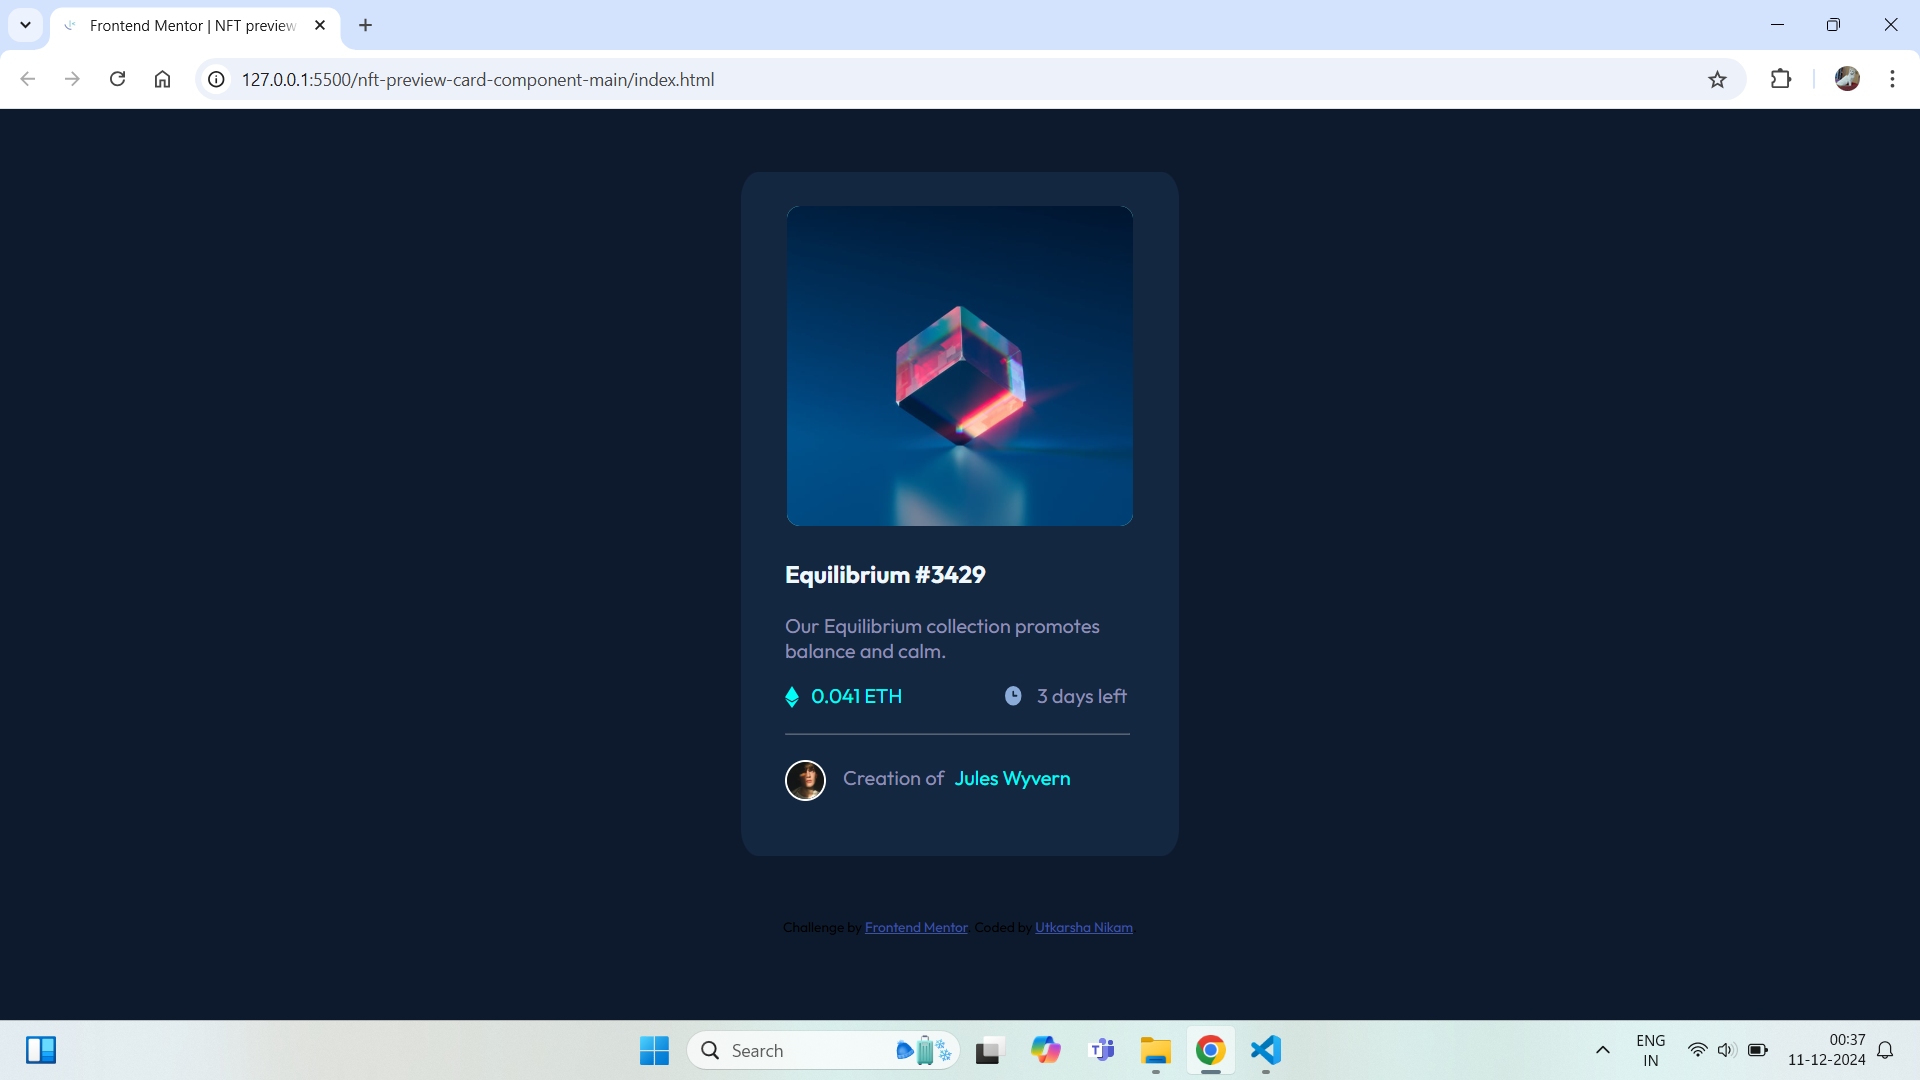 Frontend Mentor | NFT preview
127.0.0.1:5500/nft-preview-card-component-main/index.html
Equilibrium #3429
Our Equilibrium collection promotes
balance and calm.
0.041 ETH
3 days left
Creation of Jules Wyvern
Challenge by Frontend Mentor. Coded by Utkarsha Nikam.
Search
ENG
IN
00:37
11-12-2024